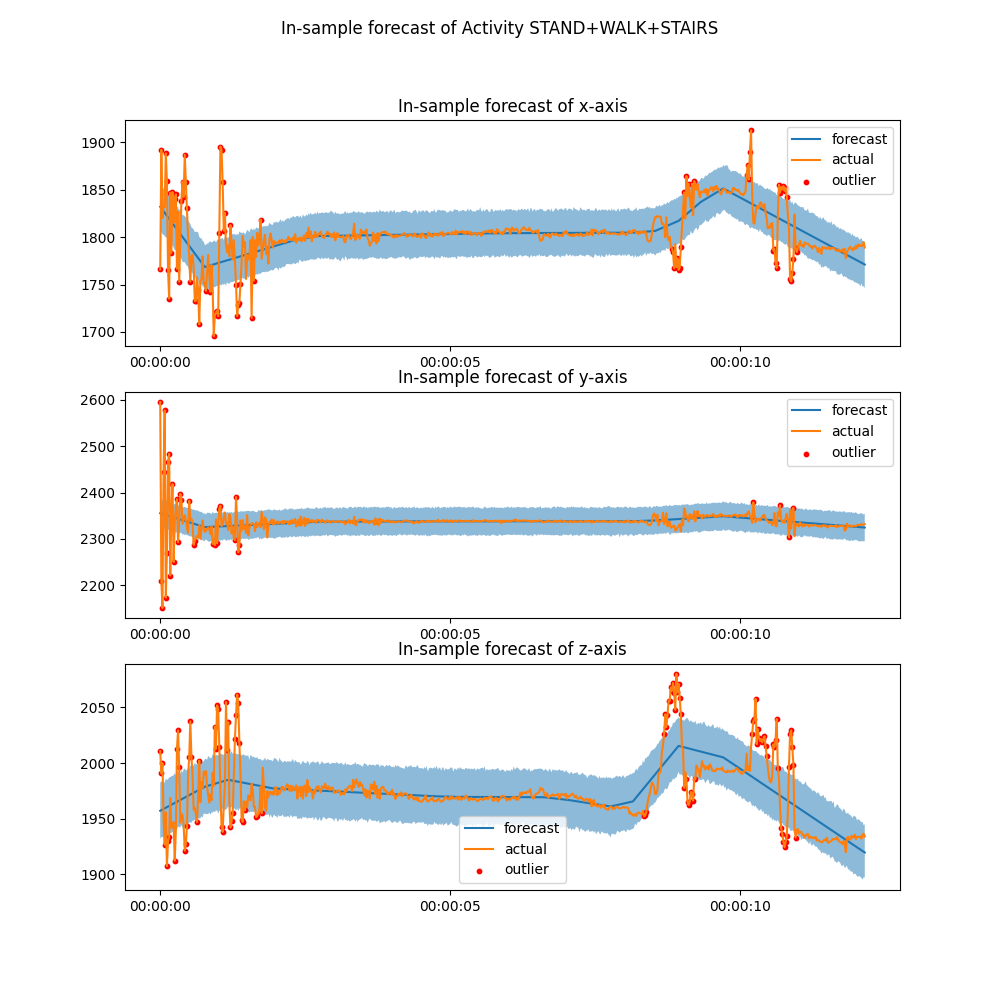 In-sample forecast of Activity STAND+WALK+STAIRS
In-sample forecast of x-axis
1900
1850
1800
1750
1700
forecast
actual
outlier
00:00:00 00:00:05 00:00:10
In-sample forecast of y-axis
2600
2500
2400
2300
2200
forecast
actual
outlier
00:00:00 00:00:05 00:00:10
In-sample forecast of z-axis
2050
2000
1950
1900
forecast
actual
outlier
00:00:00 00:00:05 00:00:10